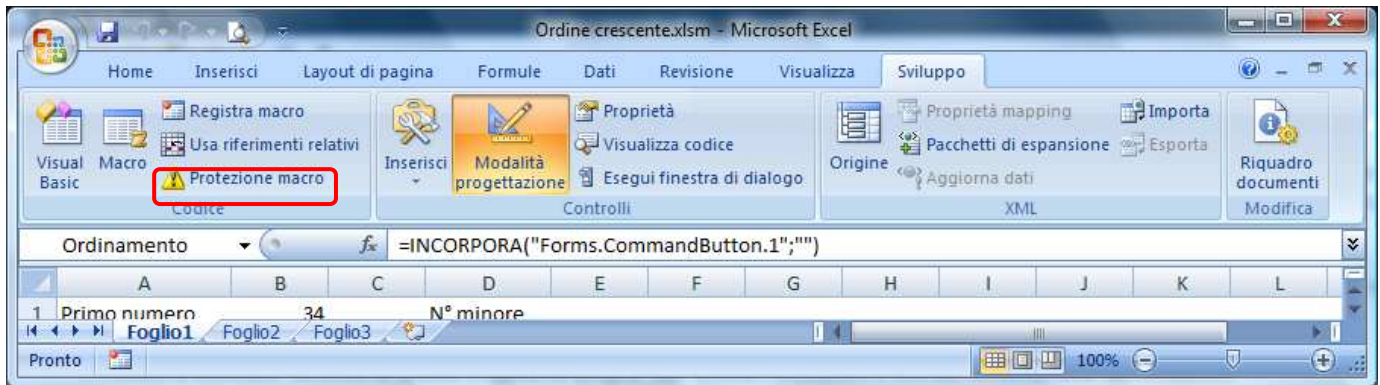 Ordine crescente.xlsm - Microsoft Excel
Home Inserisci Layout di pagina Formule Dati Revisione Visualizza Sviluppo
Visual Basic
Macro
Registra macro
Usa riferimenti relativi
Protezione macro
Codice
Inserisci
Modalità progettazione
Proprietà
Visualizza codice
Esegui finestra di dialogo
Controlli
Origine
Proprietà mapping
Pacchetti di espansione
Aggiorna dati
Importa
Esporta
XML
Riquadro documenti
Modifica
Ordinamento fx =INCORPORA("Forms.CommandButton.1";"")
A B C D E F G H I J K L
1 Primo numero 34 N° minore
Foglio1 Foglio2 Foglio3
Pronto 100%